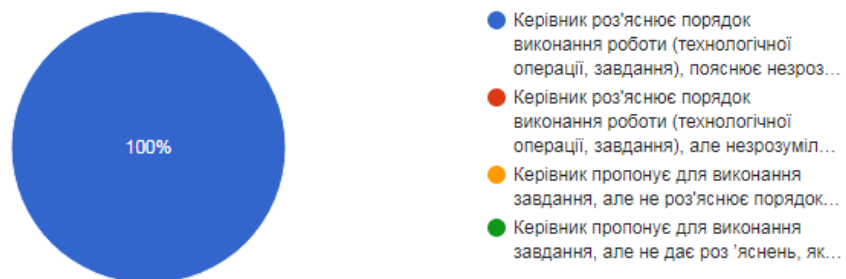 100%
Керівник роз'яснює порядок
виконання роботи (технологічної
операції, завдання), пояснює незроз…
Керівник роз'яснює порядок
виконання роботи (технологічної
операції, завдання), але незрозуміл…
Керівник пропонує для виконання
завдання, але не роз'яснює порядок…
Керівник пропонує для виконання
завдання, але не дає роз ’яснень, як…